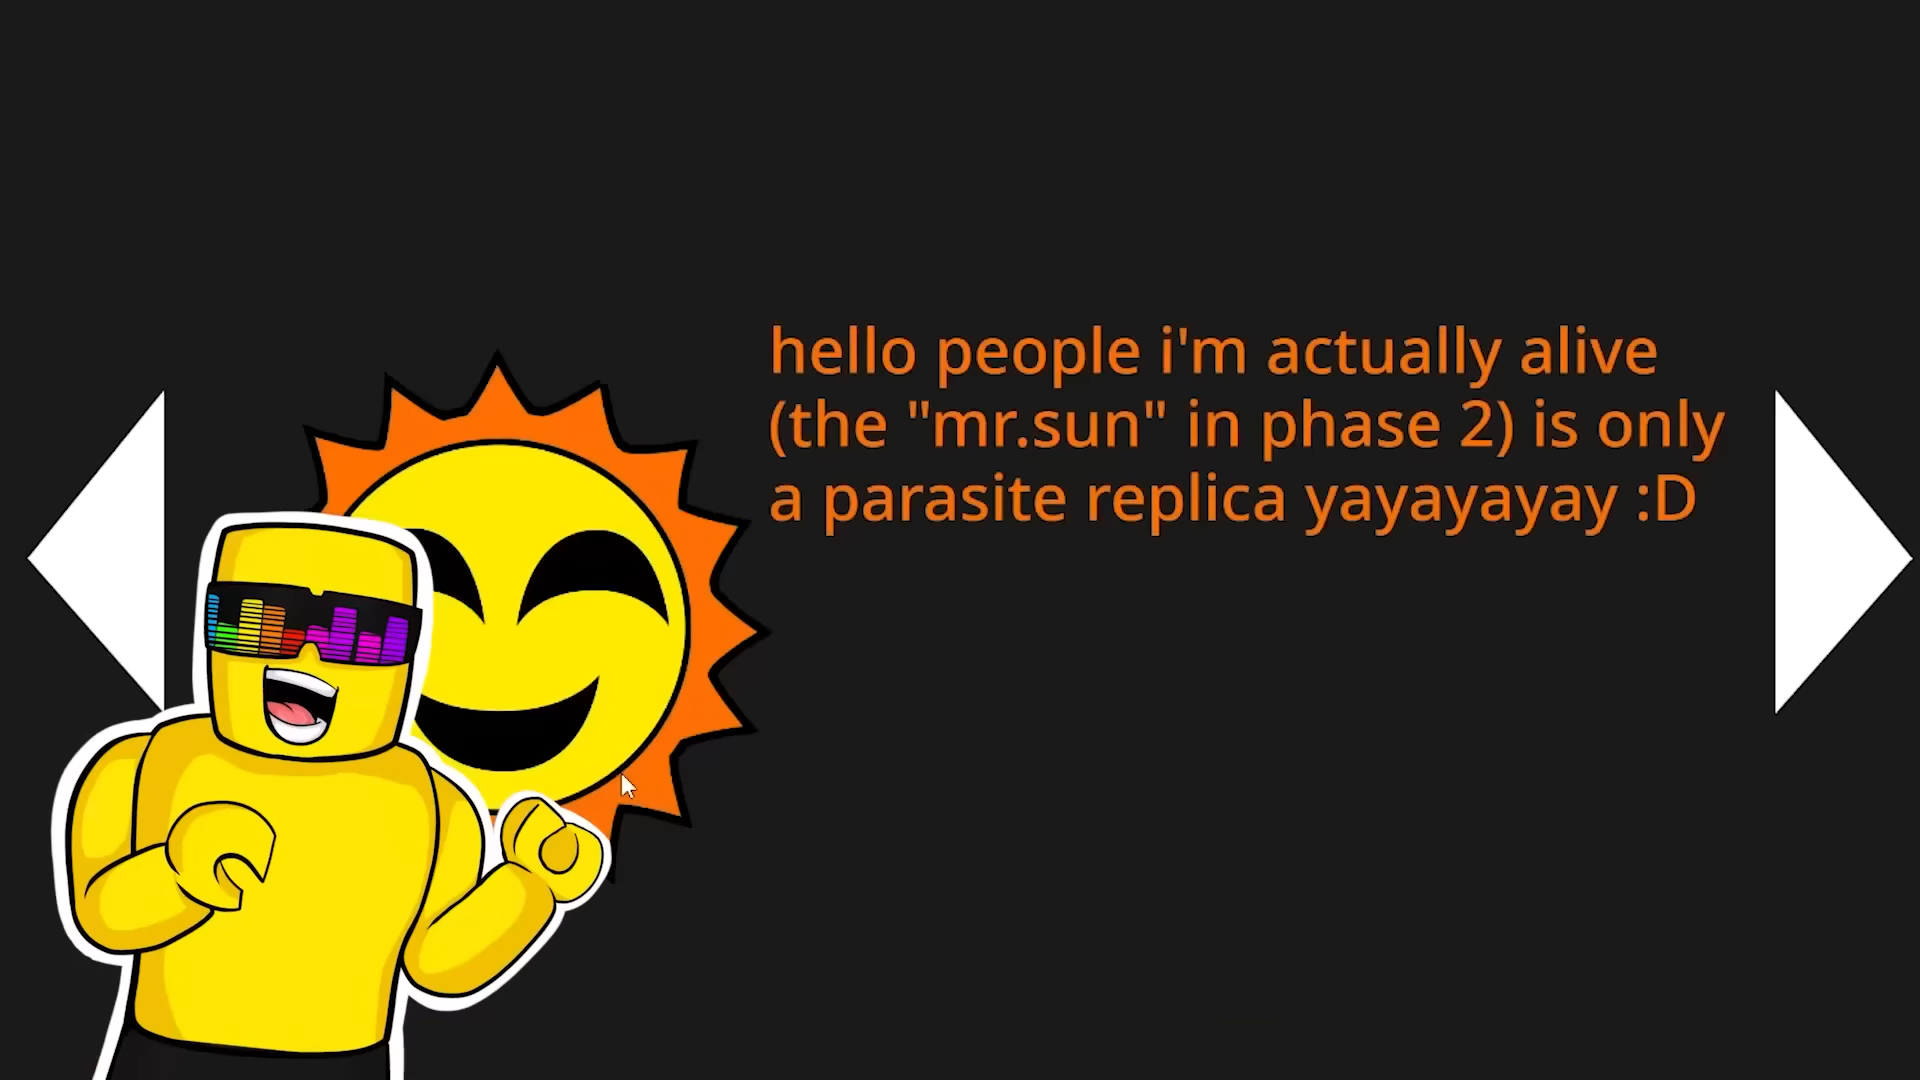 hello people i'm actually alive
(the "mr.sun" in phase 2) is only
a parasite replica yayayayay :D